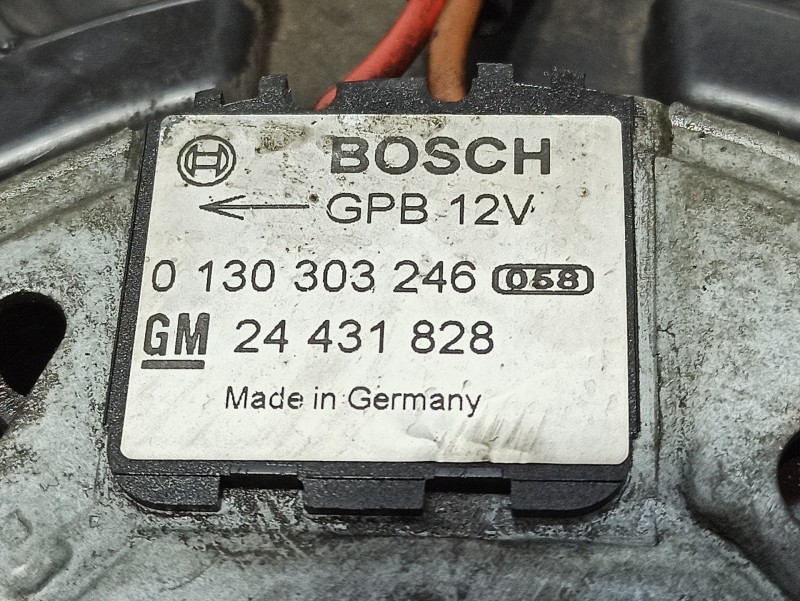 BOSCH
← GPB 12V
0 130 303 246 058
GM 24 431 828
Made in Germany